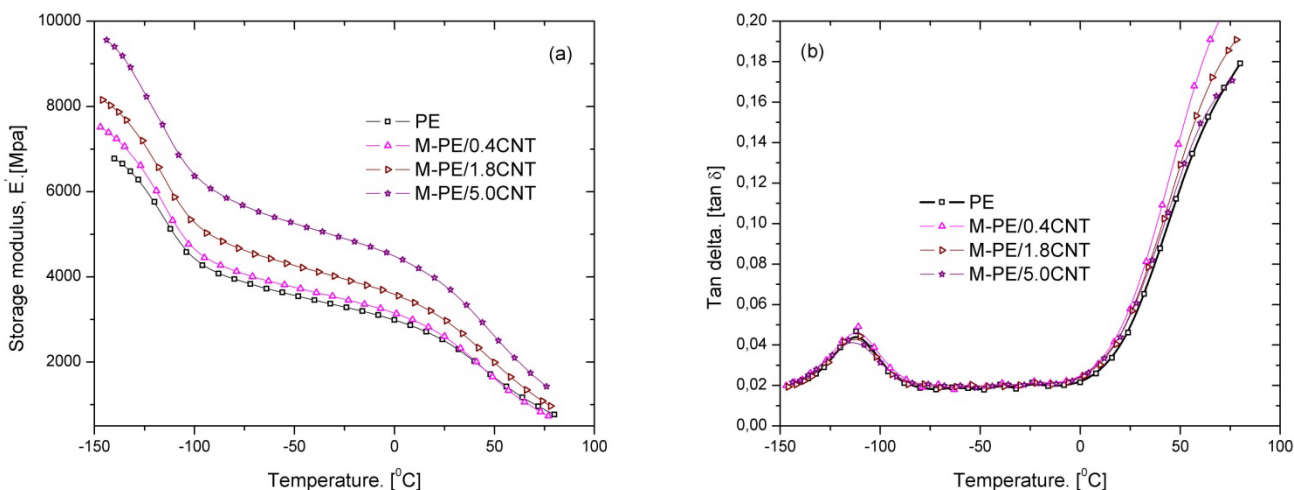 (a)
10000
8000
6000
4000
2000
-150
-100
-50
0
50
100
Storage modulus, E'.[Mpa]
Temperature. [⁰C]
PE
M-PE/0.4CNT
M-PE/1.8CNT
M-PE/5.0CNT
(b)
0,20
0,18
0,16
0,14
0,12
0,10
0,08
0,06
0,04
0,02
0,00
-150
-100
-50
0
50
100
Tan delta. [tan δ]
Temperature. [⁰C]
PE
M-PE/0.4CNT
M-PE/1.8CNT
M-PE/5.0CNT